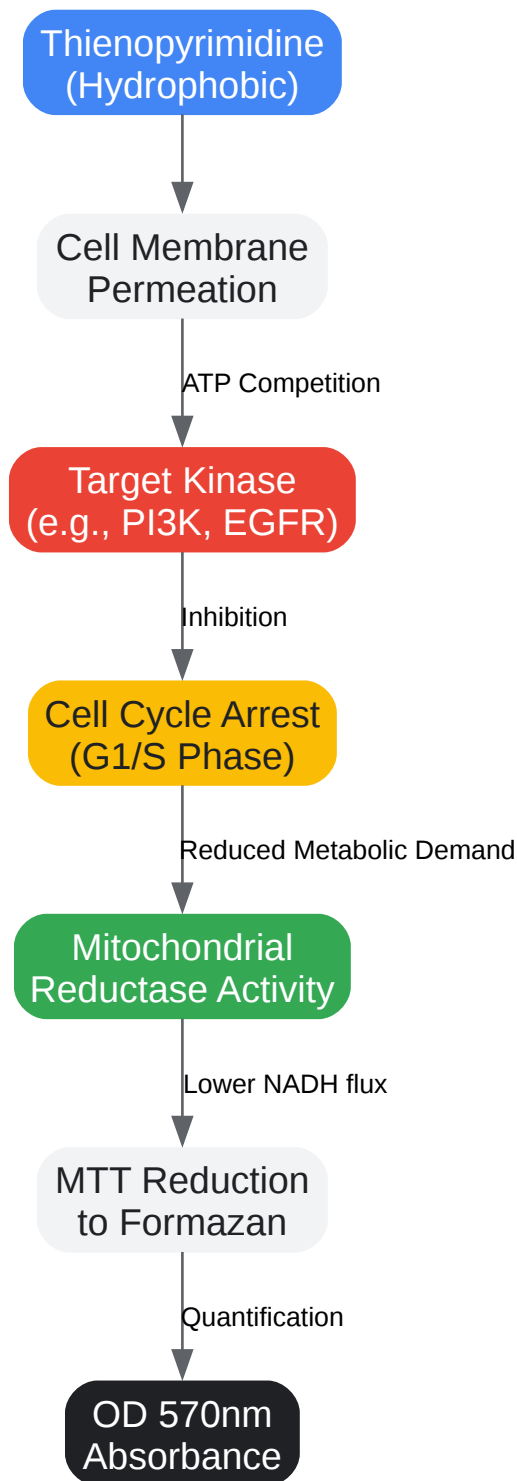 Thienopyrimidine
(Hydrophobic)
Cell Membrane
Permeation
ATP Competition
Target Kinase
(e.g., PI3K, EGFR)
Inhibition
Cell Cycle Arrest
(G1/S Phase)
Reduced Metabolic Demand
Mitochondrial
Reductase Activity
Lower NADH flux
MTT Reduction
to Formazan
Quantification
OD 570nm
Absorbance